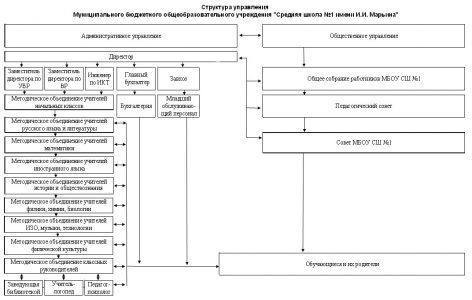 Структура управления
Муниципального бюджетного общеобразовательного учреждения "Средняя школа №1 имени И.И. Марьина"
Административное управление
Общественное управление
Директор
Заместитель
директора по
УВР
Заместитель
директора по
ВР
Инженер
по ИКТ
Главный
бухгалтер
Завхоз
Общее собрание работников МБОУ СШ №1
Методическое объединение учителей
начальных классов
Бухгалтерия
Младший
обслуживаю-
щий персонал
Педагогический совет
Методическое объединение учителей
русского языка и литературы
Методическое объединение учителей
математики
Совет МБОУ СШ №1
Методическое объединение учителей
иностранного языка
Методическое объединение учителей
истории и обществознания
Методическое объединение учителей
физики, химии, биологии
Методическое объединение учителей
ИЗО, музыки, технологии
Методическое объединение учителей
физической культуры
Методическое объединение классных
руководителей
Обучающиеся и их родители
Заведующая
библиотекой
Учитель-
логопед
Педагог-
психолог